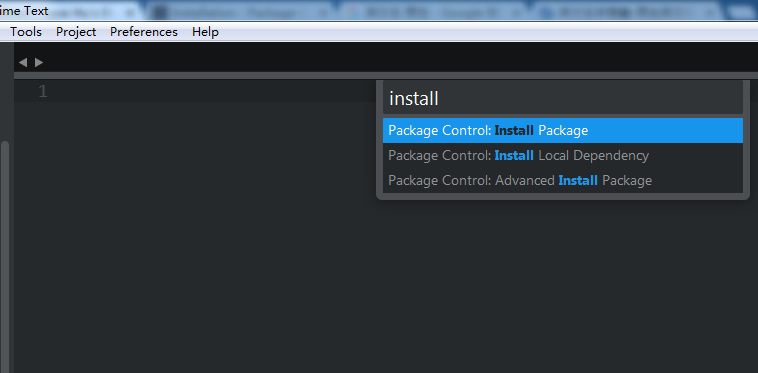 ime Text
Tools Project Preferences Help
1
install
Package Control: Install Package
Package Control: Install Local Dependency
Package Control: Advanced Install Package